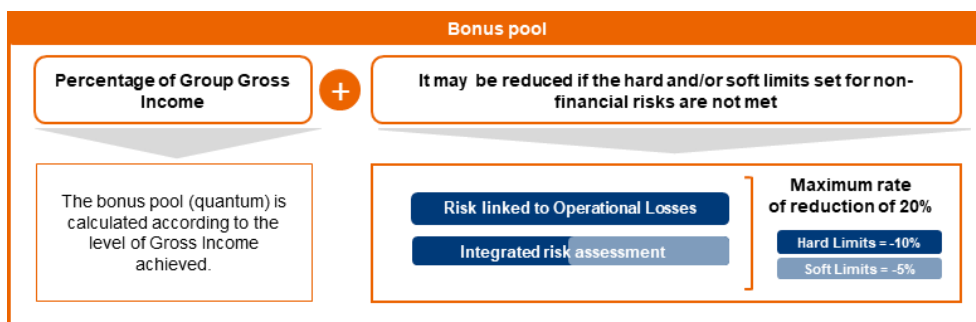 Bonus pool
Percentage of Group Gross
Income
+
It may be reduced if the hard and/or soft limits set for non-
financial risks are not met
The bonus pool (quantum) is
calculated according to the
level of Gross Income
achieved.
Risk linked to Operational Losses
Integrated risk assessment
Maximum rate
of reduction of 20%
Hard Limits = -10%
Soft Limits = -5%